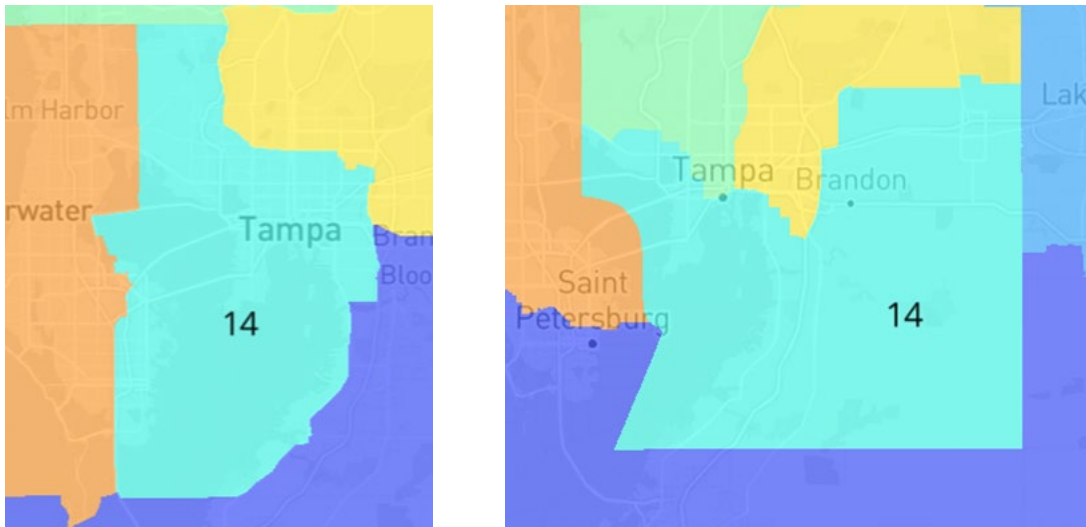 lm Harbor
rwater
Tampa
Bran
Bloo
14
Lak
Tampa
Brandon
Saint
Petersburg
14